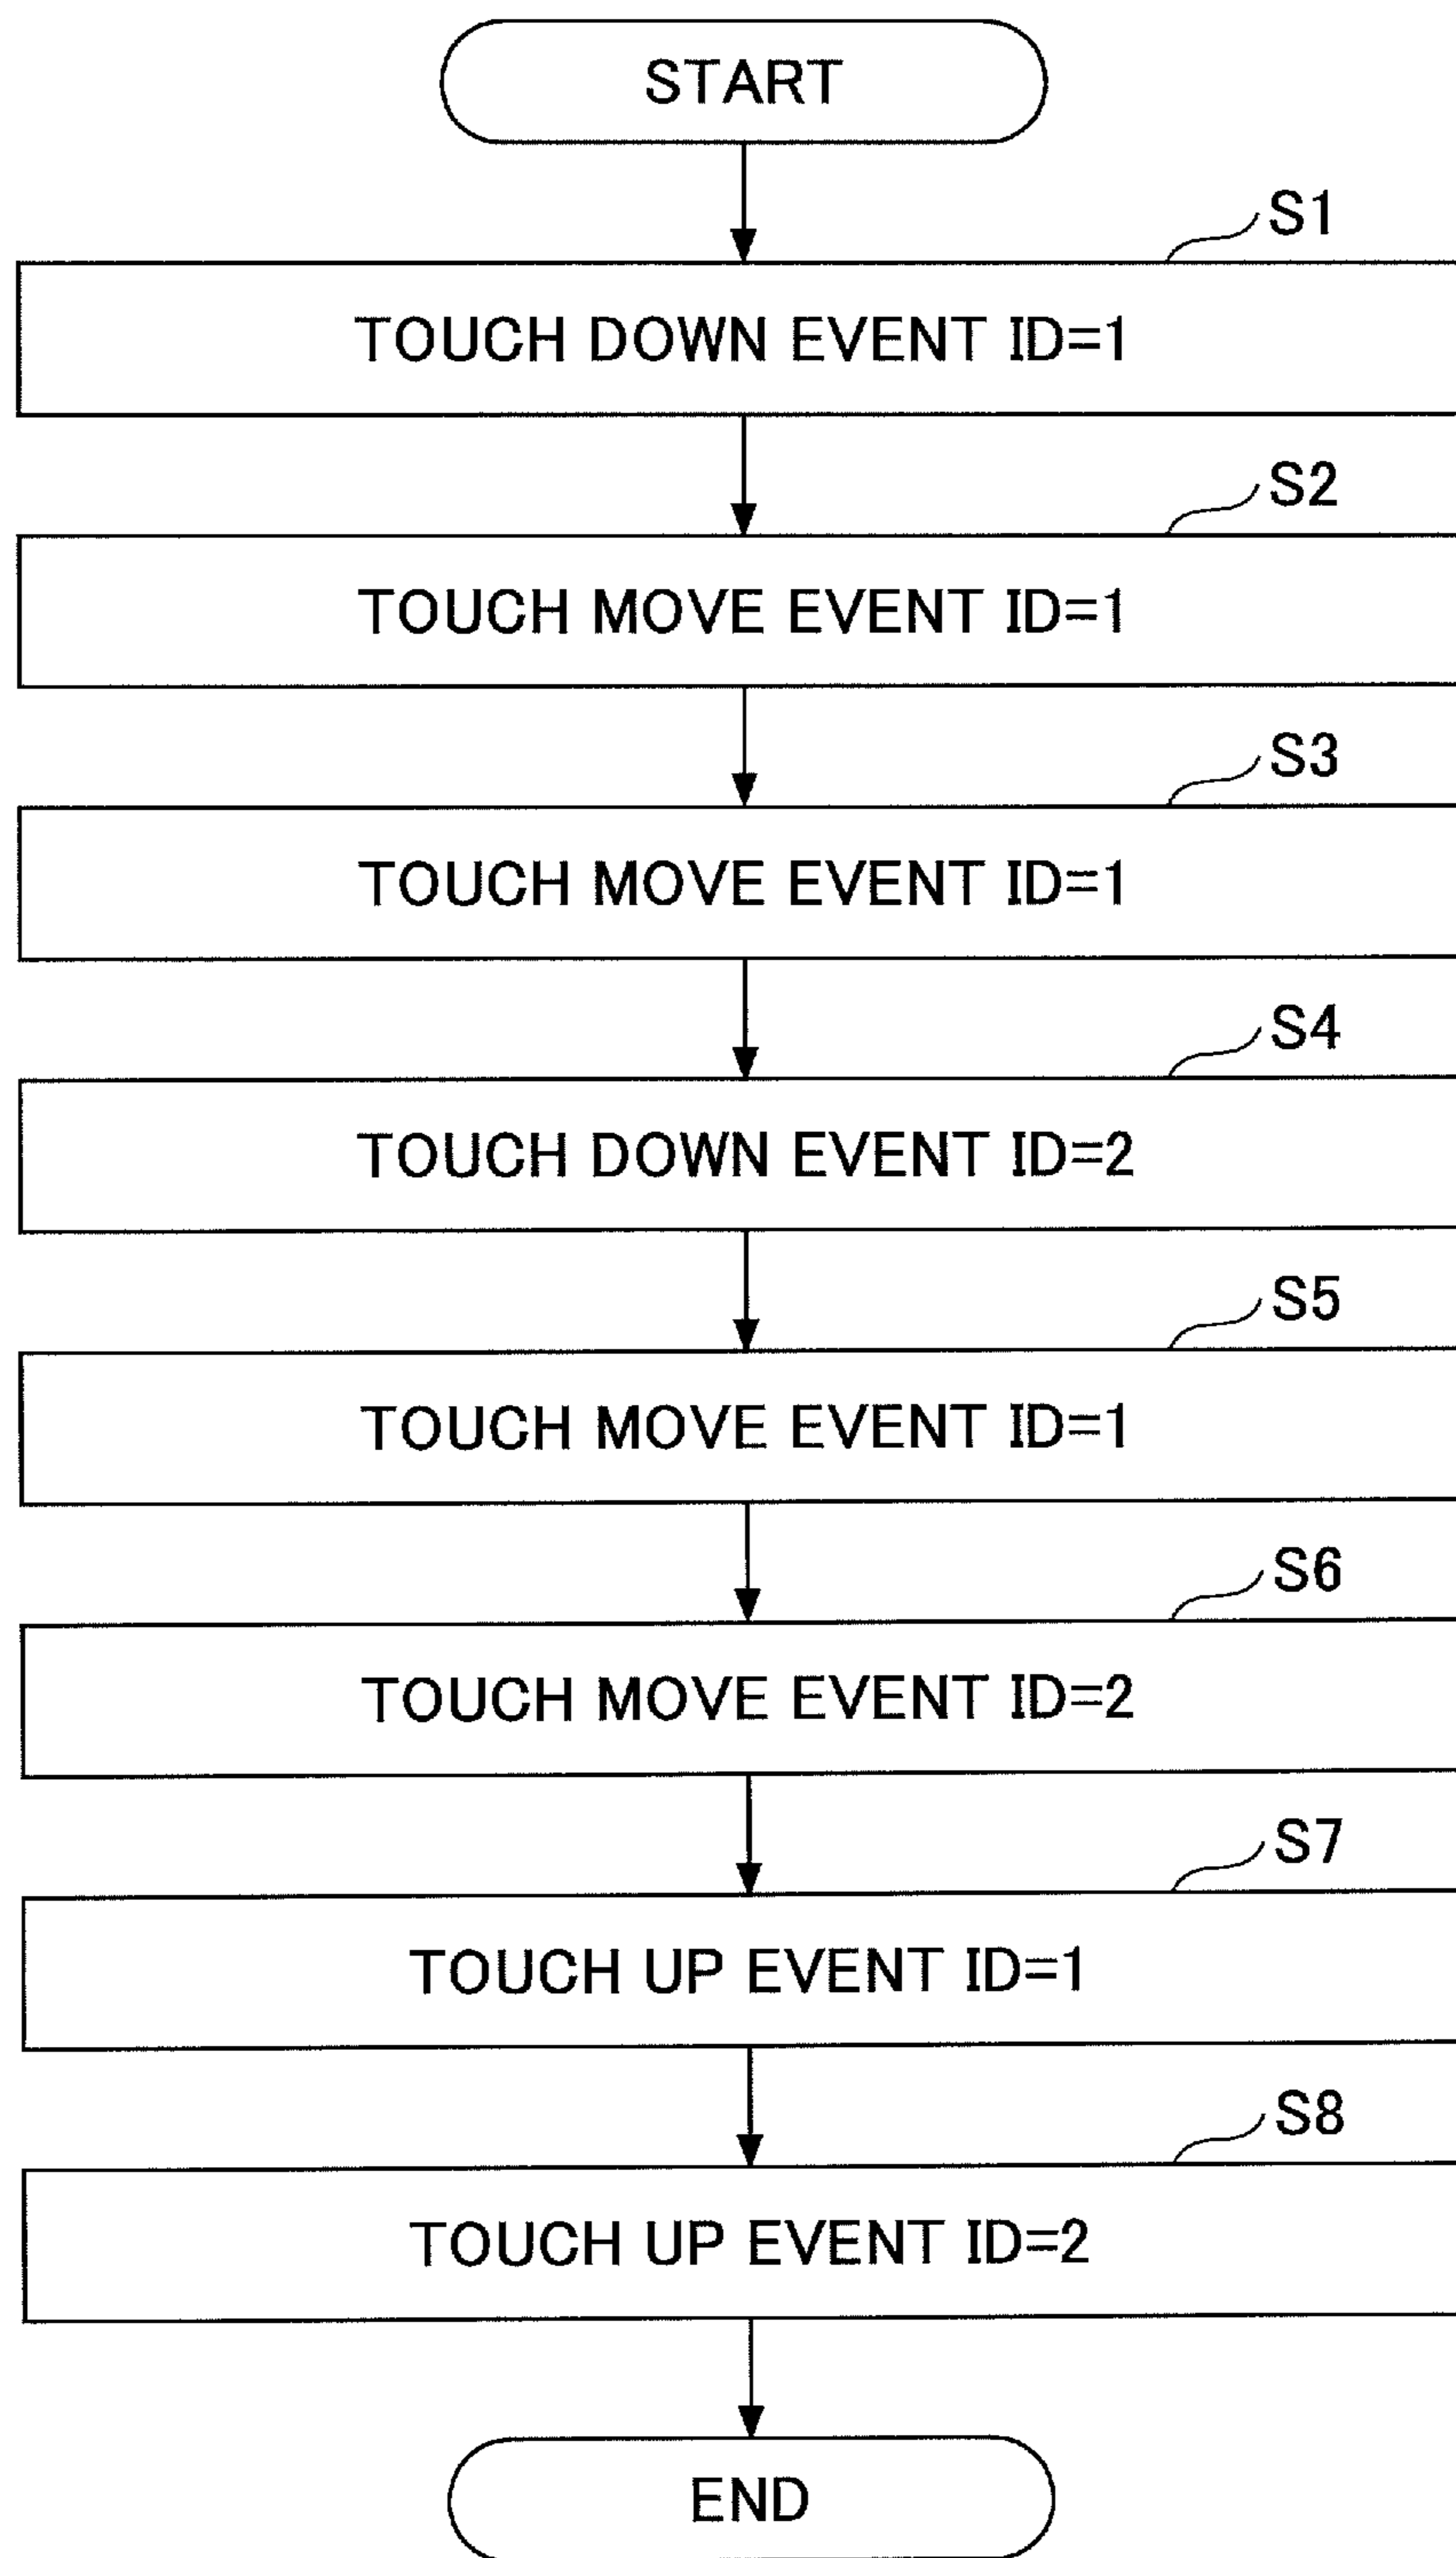 START
S1
TOUCH DOWN EVENT ID=1
S2
TOUCH MOVE EVENT ID=1
S3
TOUCH MOVE EVENT ID=1
S4
TOUCH DOWN EVENT ID=2
S5
TOUCH MOVE EVENT ID=1
S6
TOUCH MOVE EVENT ID=2
S7
TOUCH UP EVENT ID=1
S8
TOUCH UP EVENT ID=2
END